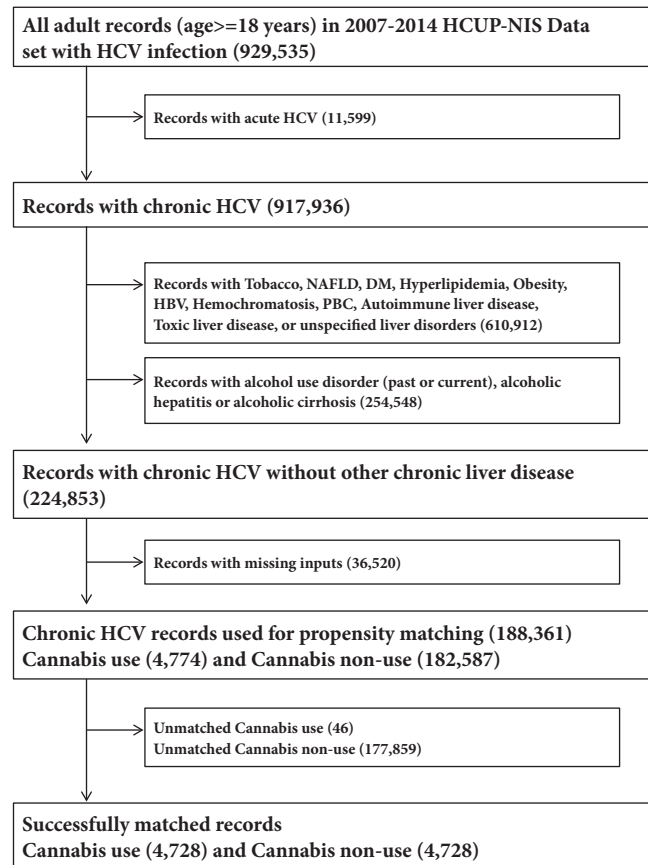 All adult records (age>=18 years) in 2007-2014 HCUP-NIS Data
set with HCV infection (929,535)
Records with acute HCV (11,599)
Records with chronic HCV (917,936)
Records with Tobacco, NAFLD, DM, Hyperlipidemia, Obesity,
HBV, Hemochromatosis, PBC, Autoimmune liver disease,
Toxic liver disease, or unspecified liver disorders (610,912)
Records with alcohol use disorder (past or current), alcoholic
hepatitis or alcoholic cirrhosis (254,548)
Records with chronic HCV without other chronic liver disease
(224,853)
Records with missing inputs (36,520)
Chronic HCV records used for propensity matching (188,361)
Cannabis use (4,774) and Cannabis non-use (182,587)
Unmatched Cannabis use (46)
Unmatched Cannabis non-use (177,859)
Successfully matched records
Cannabis use (4,728) and Cannabis non-use (4,728)